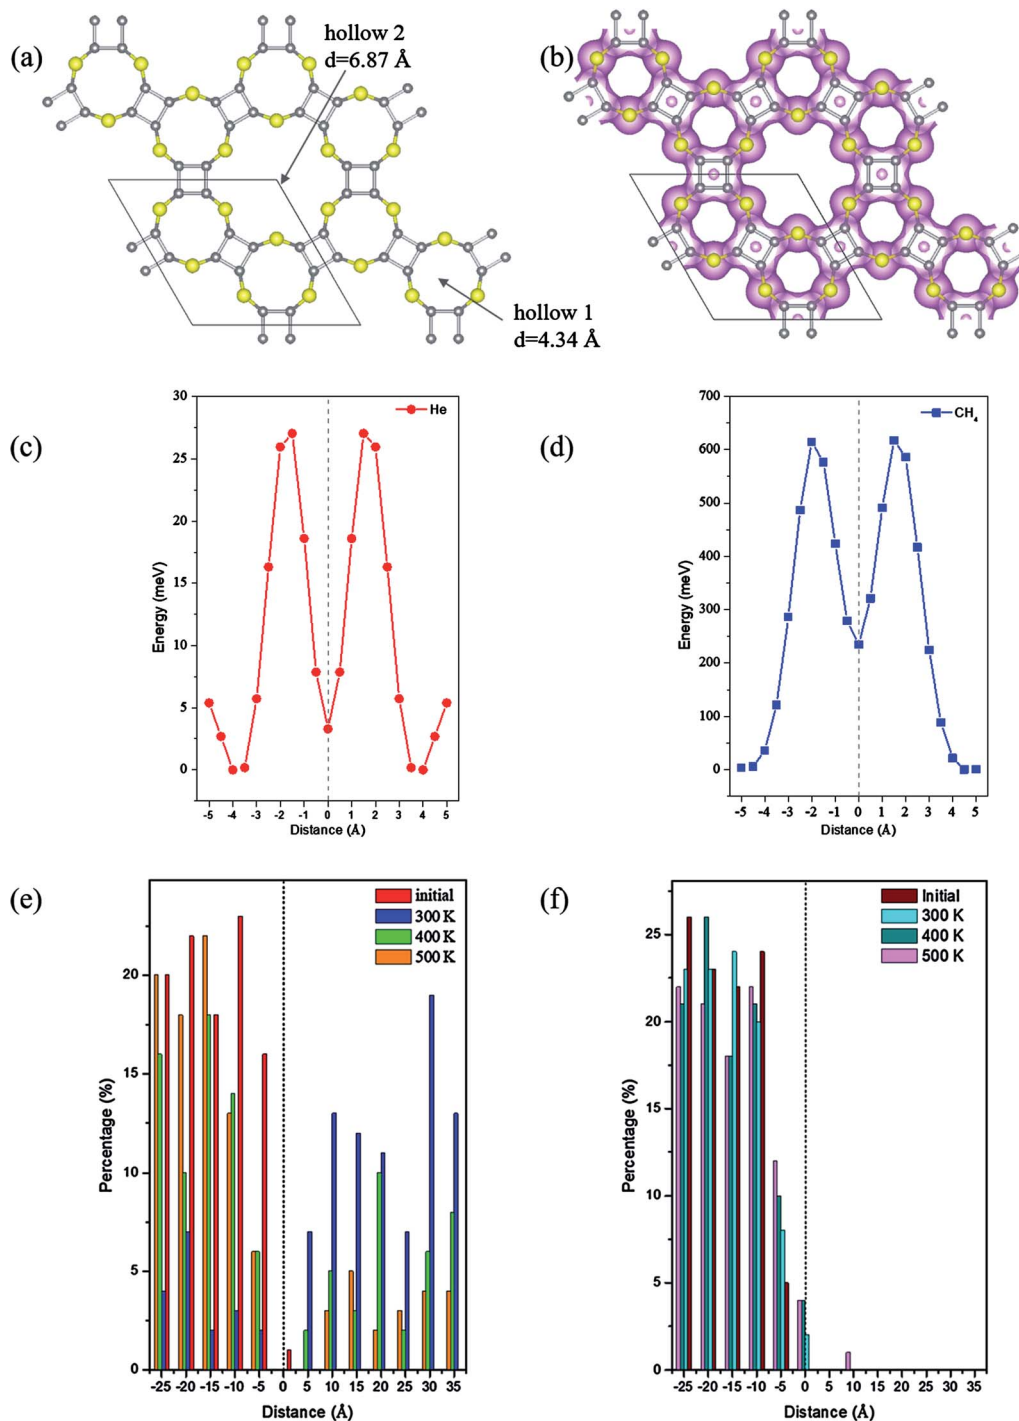 (a)
hollow 2
d=6.87 Å
(b)
hollow 1
d=4.34 Å
(c)
30
25
20
15
10
5
0
Energy (meV)
He
-5 -4 -3 -2 -1 0 1 2 3 4 5
Distance (Å)
(d)
700
600
500
400
300
200
100
0
Energy (meV)
CH₄
-5 -4 -3 -2 -1 0 1 2 3 4 5
Distance (Å)
(e)
20
15
10
5
0
Percentage (%)
initial
300 K
400 K
500 K
-25 -20 -15 -10 -5 0 5 10 15 20 25 30 35
Distance (Å)
(f)
25
20
15
10
5
0
Percentage (%)
Initial
300 K
400 K
500 K
-25 -20 -15 -10 -5 0 5 10 15 20 25 30 35
Distance (Å)